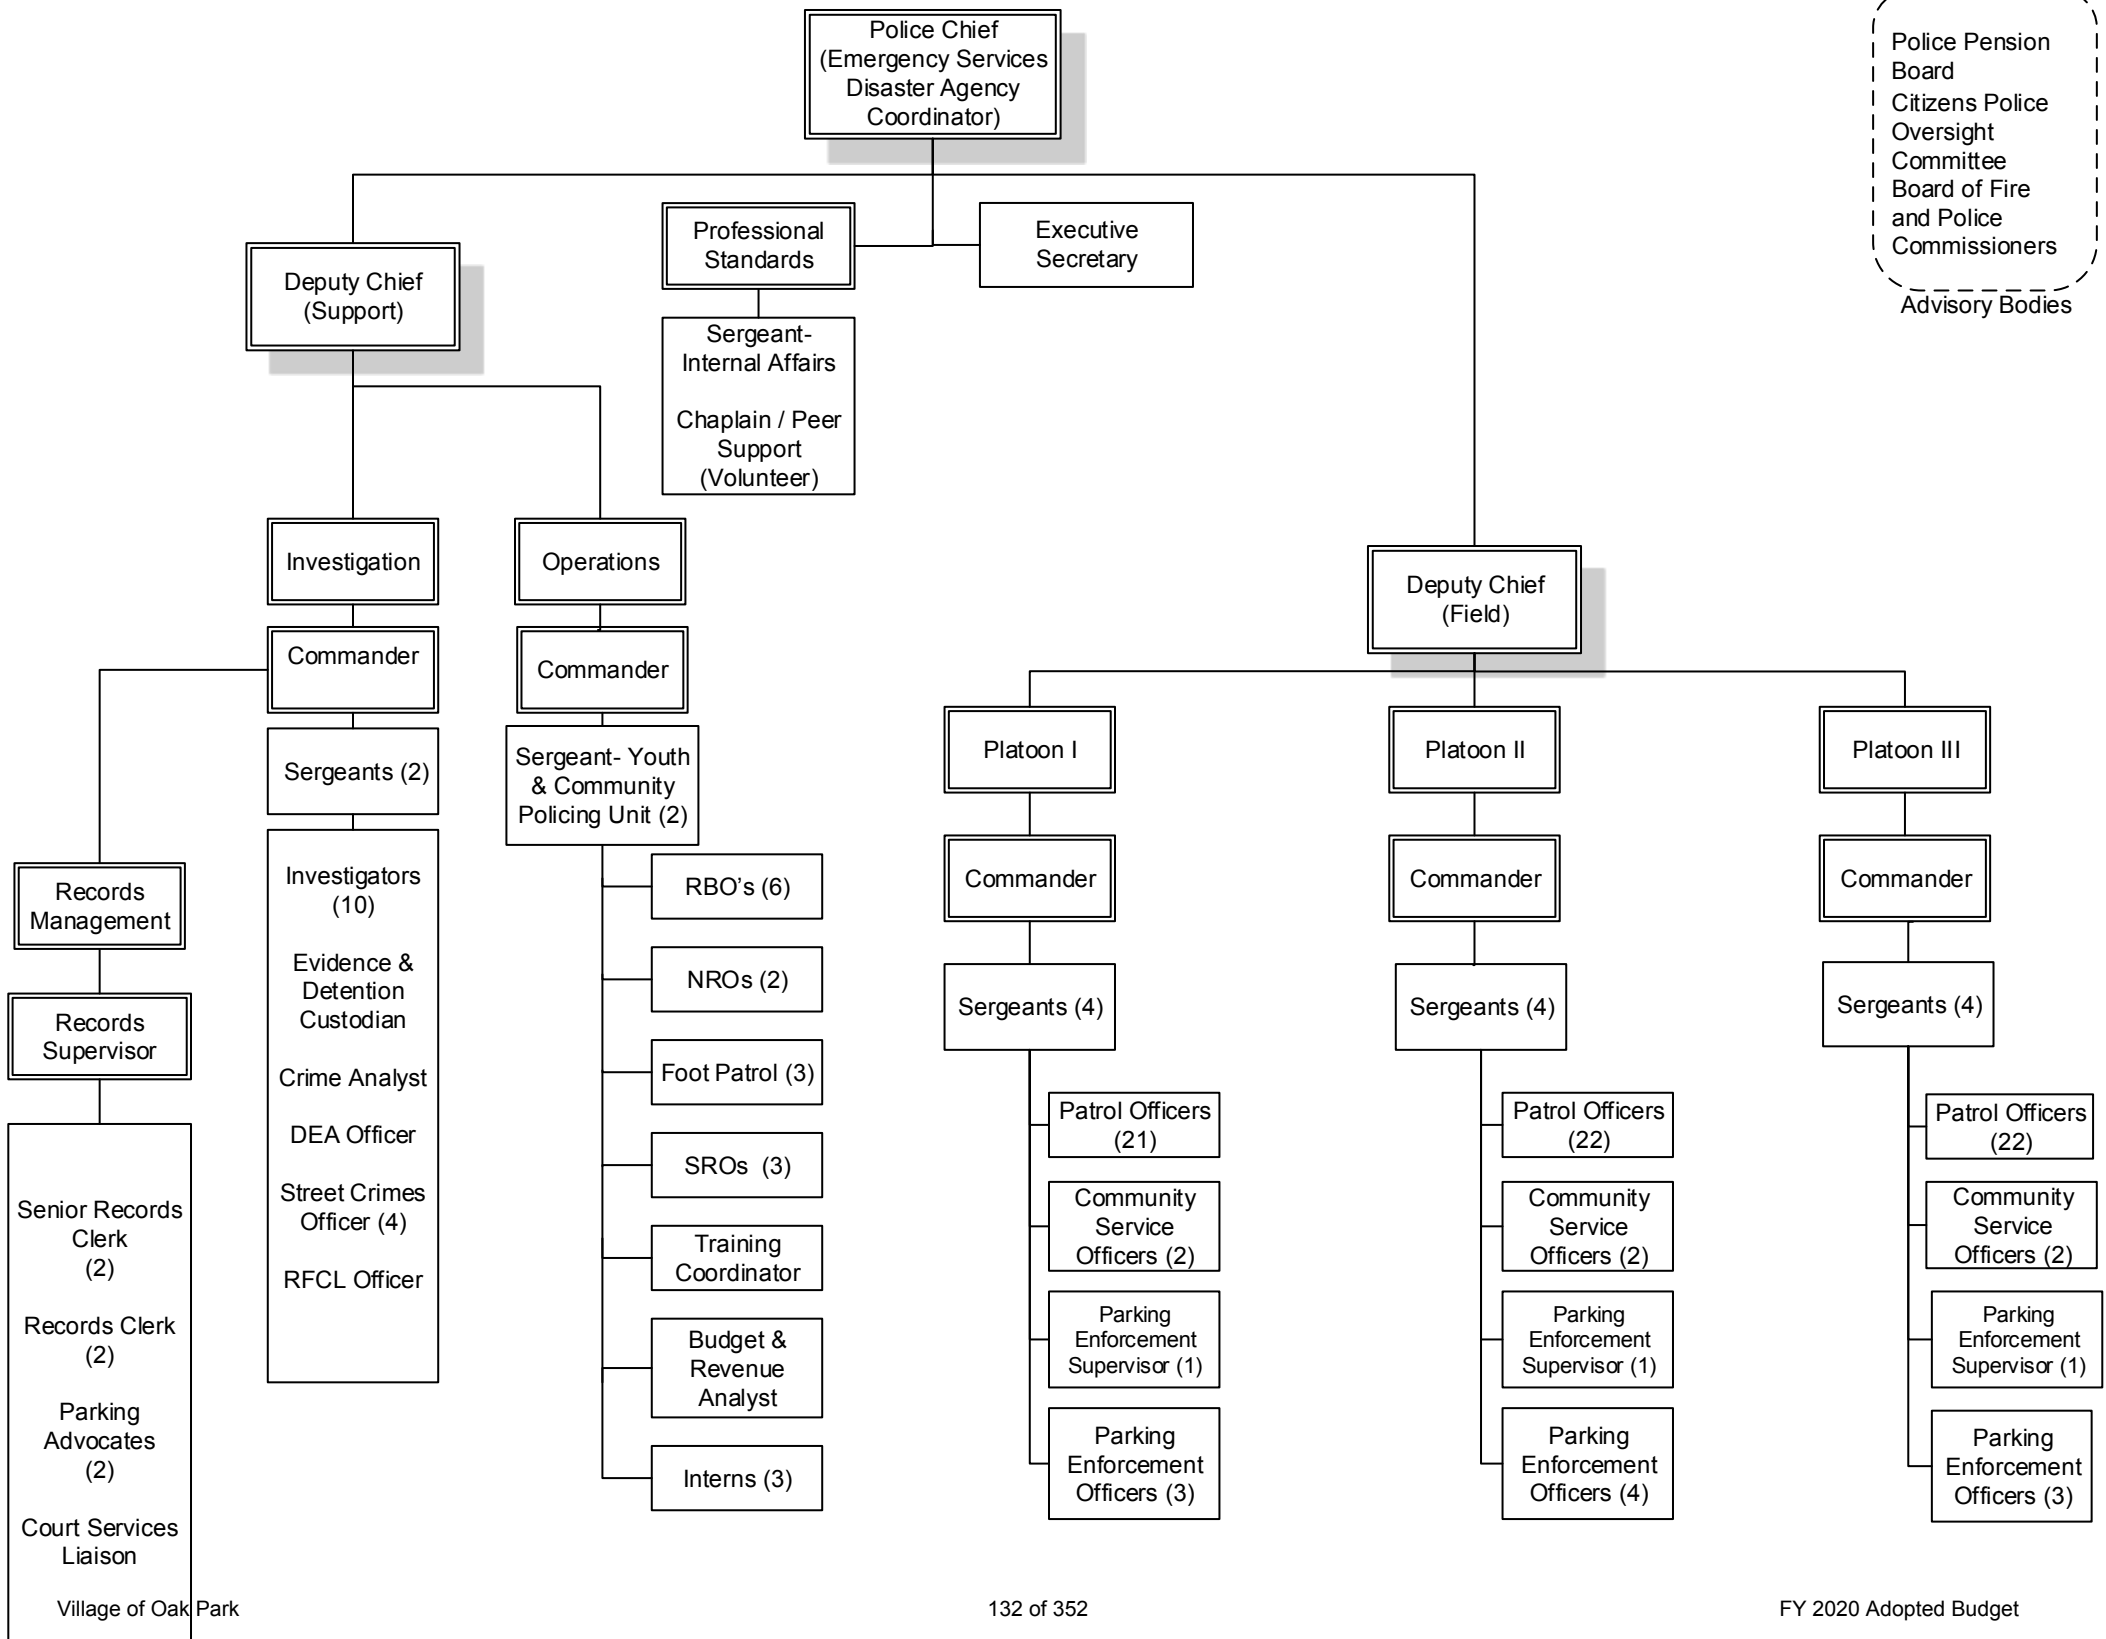 Police Chief
(Emergency Services
Disaster Agency
Coordinator)
Police Pension
Board
Citizens Police
Oversight
Committee
Board of Fire
and Police
Commissioners
Advisory Bodies
Professional
Standards
Executive
Secretary
Sergeant-
Internal Affairs
Chaplain / Peer
Support
(Volunteer)
Deputy Chief
(Support)
Investigation
Commander
Sergeants (2)
Investigators
(10)
Evidence &
Detention
Custodian
Crime Analyst
DEA Officer
Street Crimes
Officer (4)
RFCL Officer
Records
Management
Records
Supervisor
Senior Records
Clerk
(2)
Records Clerk
(2)
Parking
Advocates
(2)
Court Services
Liaison
Operations
Commander
Sergeant- Youth
& Community
Policing Unit (2)
RBO's (6)
NROs (2)
Foot Patrol (3)
SROs (3)
Training
Coordinator
Budget &
Revenue
Analyst
Interns (3)
Deputy Chief
(Field)
Platoon I
Commander
Sergeants (4)
Patrol Officers
(21)
Community
Service
Officers (2)
Parking
Enforcement
Supervisor (1)
Parking
Enforcement
Officers (3)
Platoon II
Commander
Sergeants (4)
Patrol Officers
(22)
Community
Service
Officers (2)
Parking
Enforcement
Supervisor (1)
Parking
Enforcement
Officers (4)
Platoon III
Commander
Sergeants (4)
Patrol Officers
(22)
Community
Service
Officers (2)
Parking
Enforcement
Supervisor (1)
Parking
Enforcement
Officers (3)
Village of Oak Park
132 of 352
FY 2020 Adopted Budget